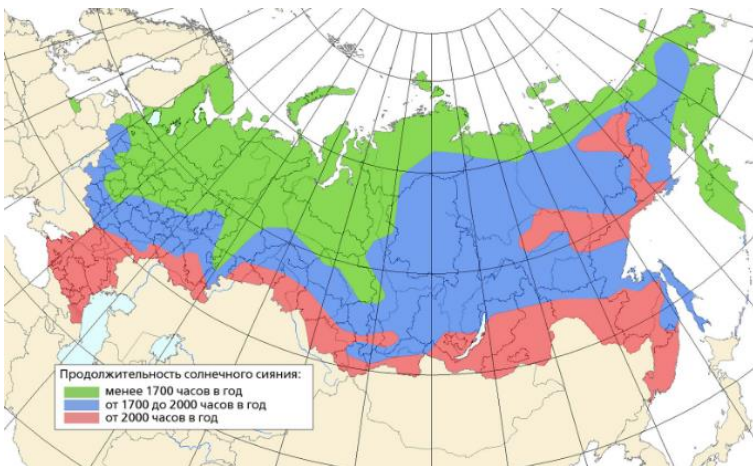 Продолжительность солнечного сияния:
менее 1700 часов в год
от 1700 до 2000 часов в год
от 2000 часов в год